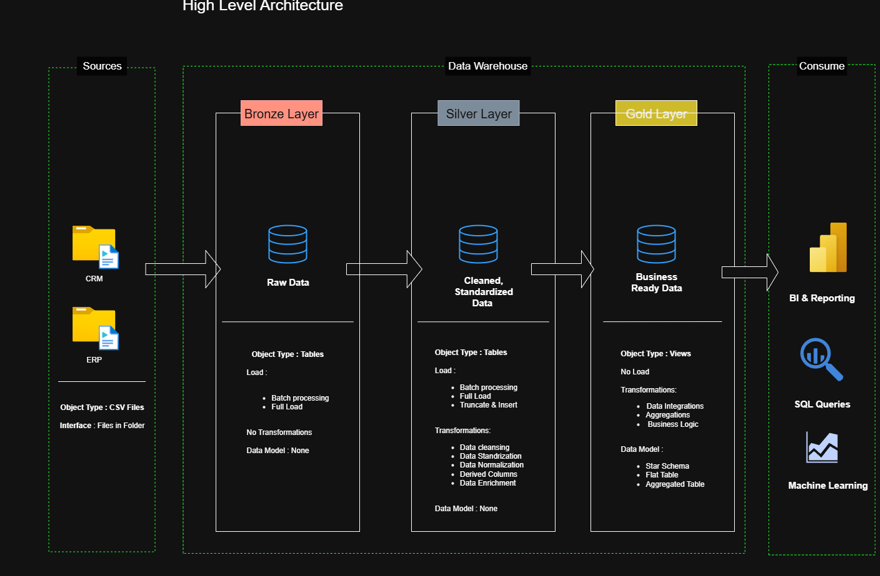 High Level Architecture
Sources
CRM
ERP
Object Type : CSV Files
Interface : Files in Folder
Data Warehouse
Bronze Layer
Raw Data
Object Type : Tables
Load :
Batch processing
Full Load
No Transformations
Data Model : None
Silver Layer
Cleaned,
Standardized
Data
Object Type : Tables
Load :
Batch processing
Full Load
Truncate & Insert
Transformations:
Data cleansing
Data Standrization
Data Normalization
Derived Columns
Data Enrichment
Data Model : None
Gold Layer
Business
Ready Data
Object Type : Views
No Load
Transformations:
Data Integrations
Aggregations
Business Logic
Data Model :
Star Schema
Flat Table
Aggregated Table
Consume
BI & Reporting
SQL Queries
Machine Learning